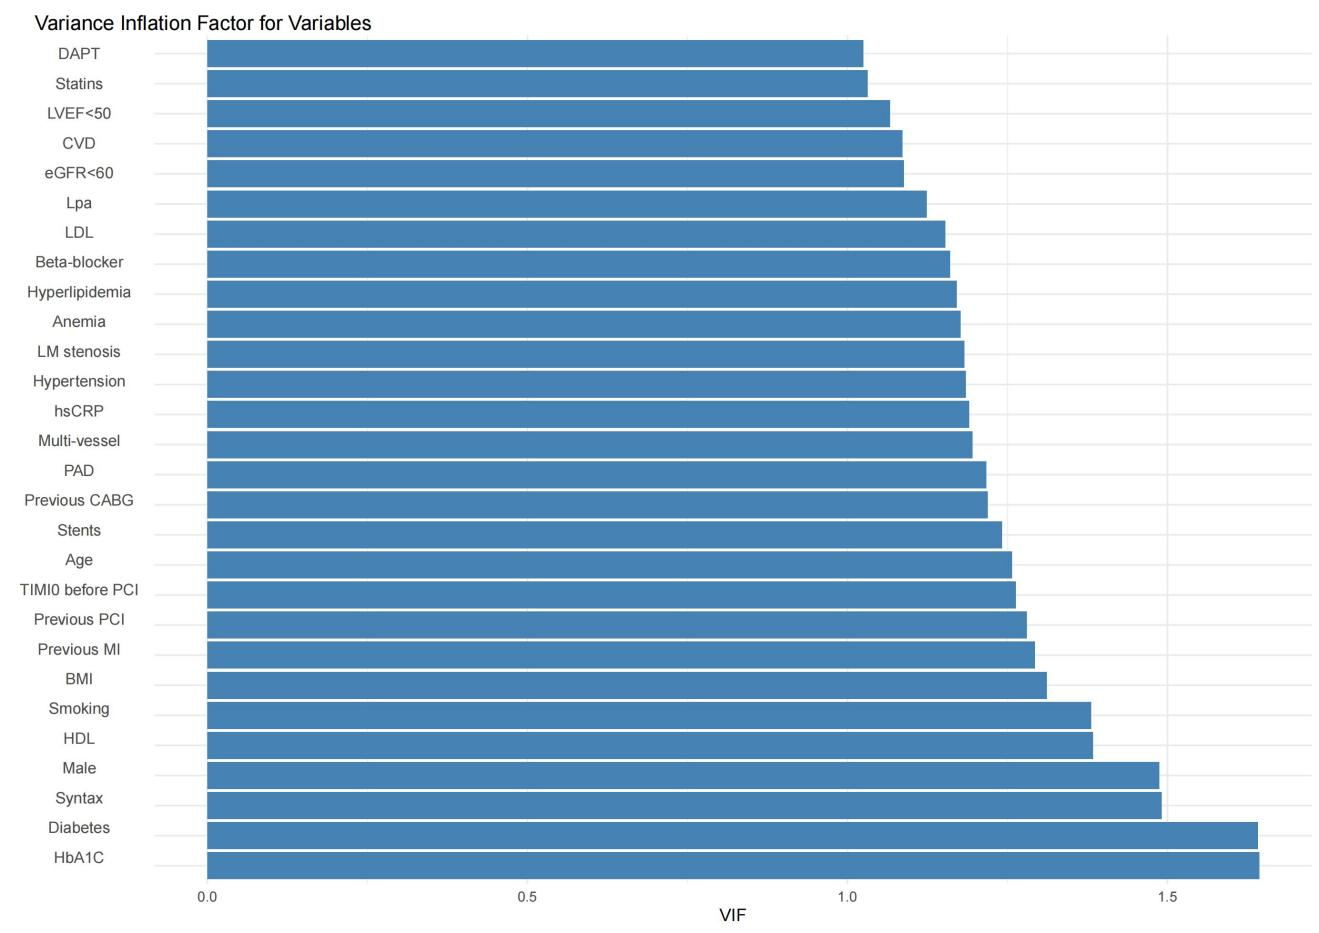 Variance Inflation Factor for Variables
DAPT
Statins
LVEF<50
CVD
eGFR<60
Lpa
LDL
Beta-blocker
Hyperlipidemia
Anemia
LM stenosis
Hypertension
hsCRP
Multi-vessel
PAD
Previous CABG
Stents
Age
TIMI0 before PCI
Previous PCI
Previous MI
BMI
Smoking
HDL
Male
Syntax
Diabetes
HbA1C
0.0 0.5 1.0 1.5
VIF